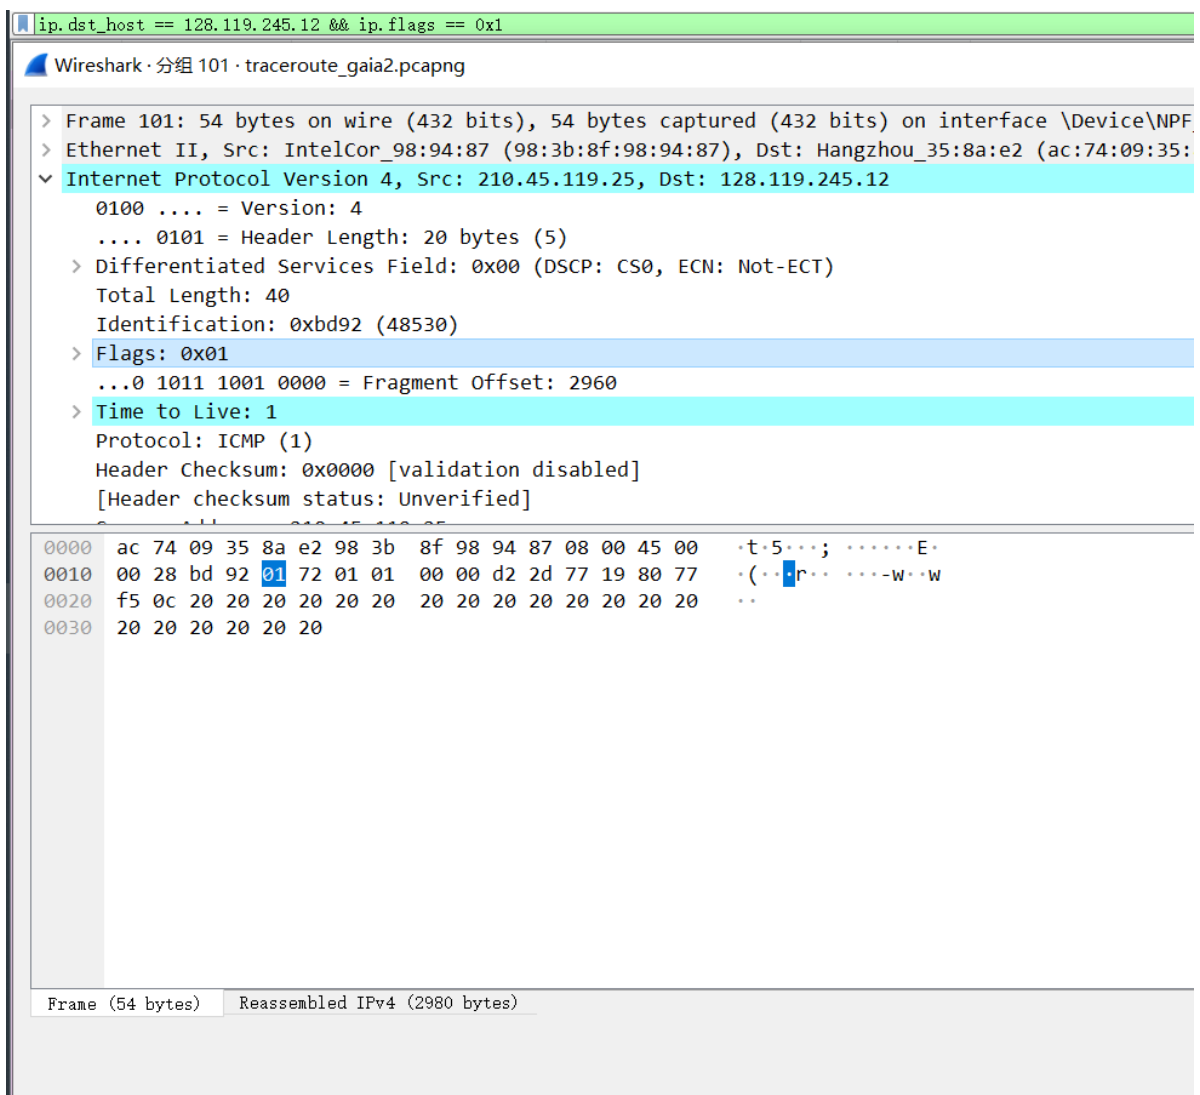 ip.dst_host == 128.119.245.12 && ip.flags == 0x1
Wireshark · 分组 101 · traceroute_gaia2.pcapng
Frame 101: 54 bytes on wire (432 bits), 54 bytes captured (432 bits) on interface \Device\NPF_
Ethernet II, Src: IntelCor_98:94:87 (98:3b:8f:98:94:87), Dst: Hangzhou_35:8a:e2 (ac:74:09:35:
Internet Protocol Version 4, Src: 210.45.119.25, Dst: 128.119.245.12
0100 .... = Version: 4
.... 0101 = Header Length: 20 bytes (5)
Differentiated Services Field: 0x00 (DSCP: CS0, ECN: Not-ECT)
Total Length: 40
Identification: 0xbd92 (48530)
Flags: 0x01
...0 1011 1001 0000 = Fragment Offset: 2960
Time to Live: 1
Protocol: ICMP (1)
Header Checksum: 0x0000 [validation disabled]
[Header checksum status: Unverified]
0000 ac 74 09 35 8a e2 98 3b 8f 98 94 87 08 00 45 00 ·t·5···; ······E·
0010 00 28 bd 92 01 72 01 01 00 00 d2 2d 77 19 80 77 ·(···r·· ···-w··w
0020 f5 0c 20 20 20 20 20 20 20 20 20 20 20 20 20 20 ··
0030 20 20 20 20 20 20
Frame (54 bytes) Reassembled IPv4 (2980 bytes)